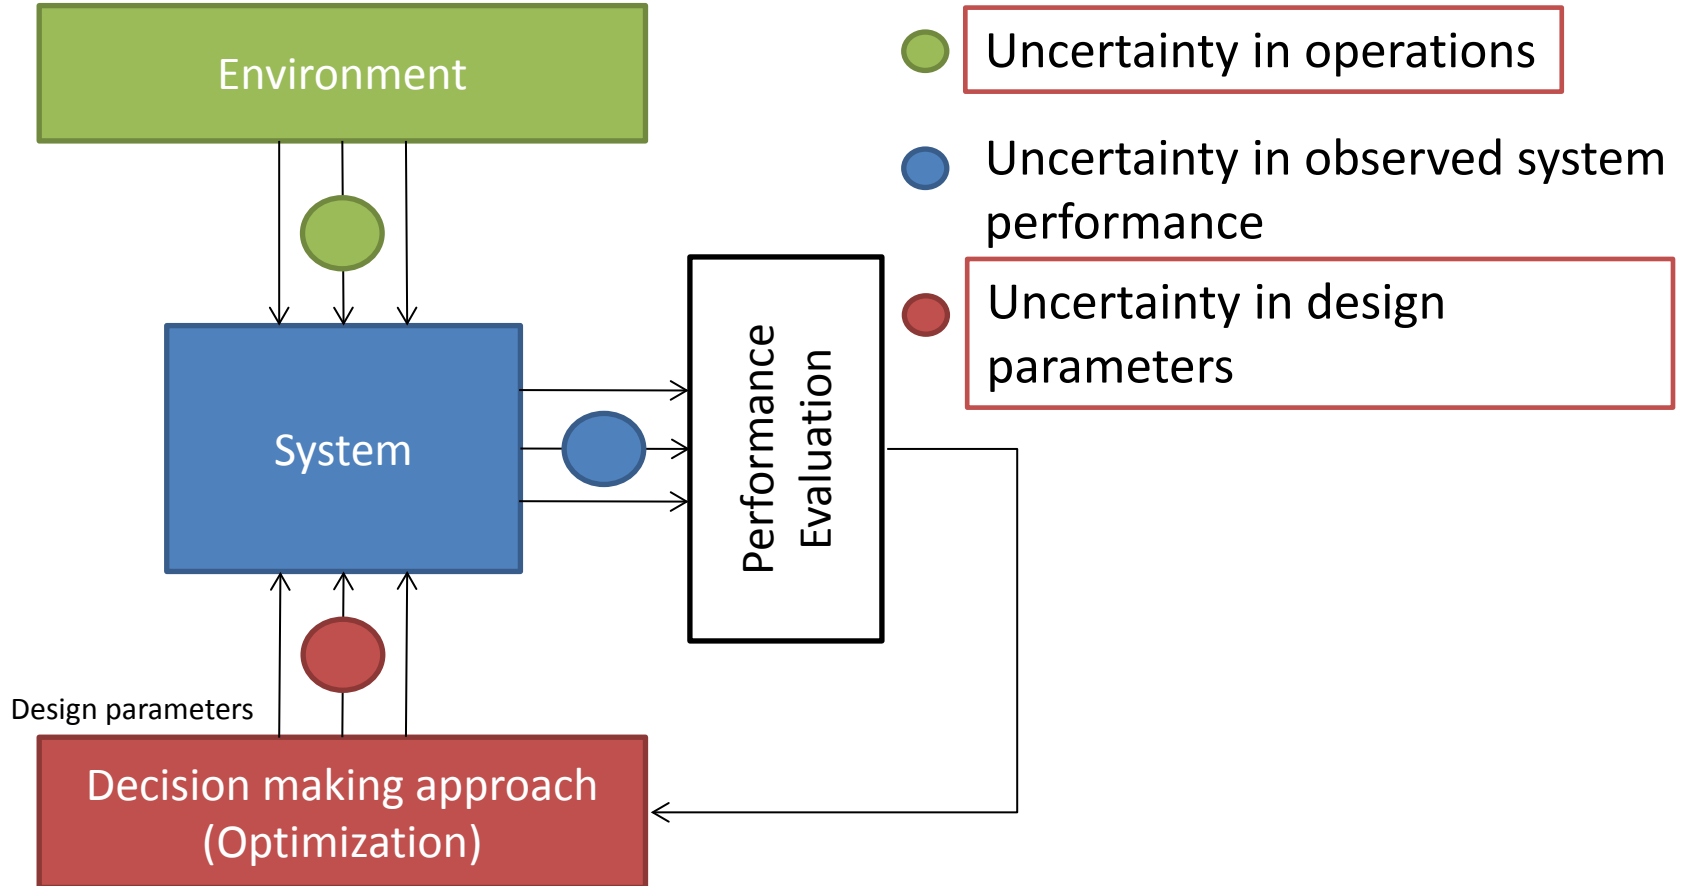 Environment
Uncertainty in operations
Uncertainty in observed system
performance
Uncertainty in design
parameters
System
Performance
Evaluation
Design parameters
Decision making approach
(Optimization)